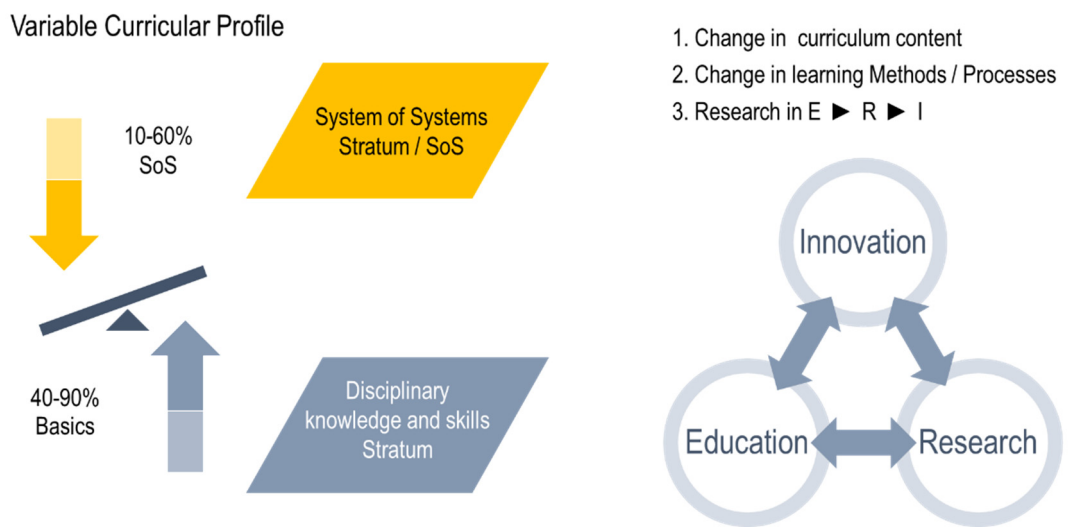 Variable Curricular Profile
10-60%
SoS
System of Systems
Stratum / SoS
40-90%
Basics
Disciplinary
knowledge and skills
Stratum
1. Change in curriculum content
2. Change in learning Methods / Processes
3. Research in E ► R ► I
Innovation
Education
Research